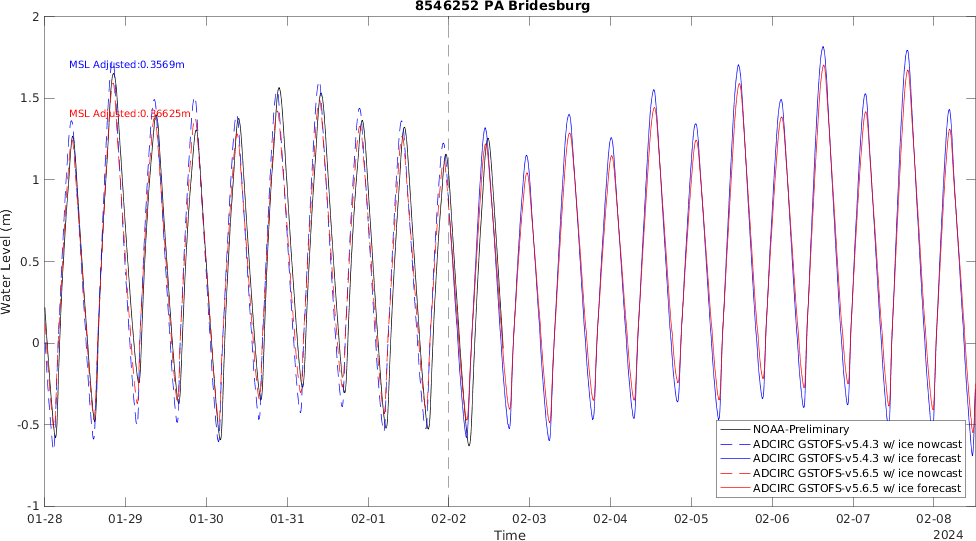 8546252 PA Bridesburg
2
1.5
1
0.5
0
-0.5
-1
Water Level (m)
MSL Adjusted:0.3569m
MSL Adjusted:0.36625m
NOAA-Preliminary
ADCIRC GSTOFS-v5.4.3 w/ ice nowcast
ADCIRC GSTOFS-v5.4.3 w/ ice forecast
ADCIRC GSTOFS-v5.6.5 w/ ice nowcast
ADCIRC GSTOFS-v5.6.5 w/ ice forecast
01-28 01-29 01-30 01-31 02-01 02-02 02-03 02-04 02-05 02-06 02-07 02-08
Time
2024